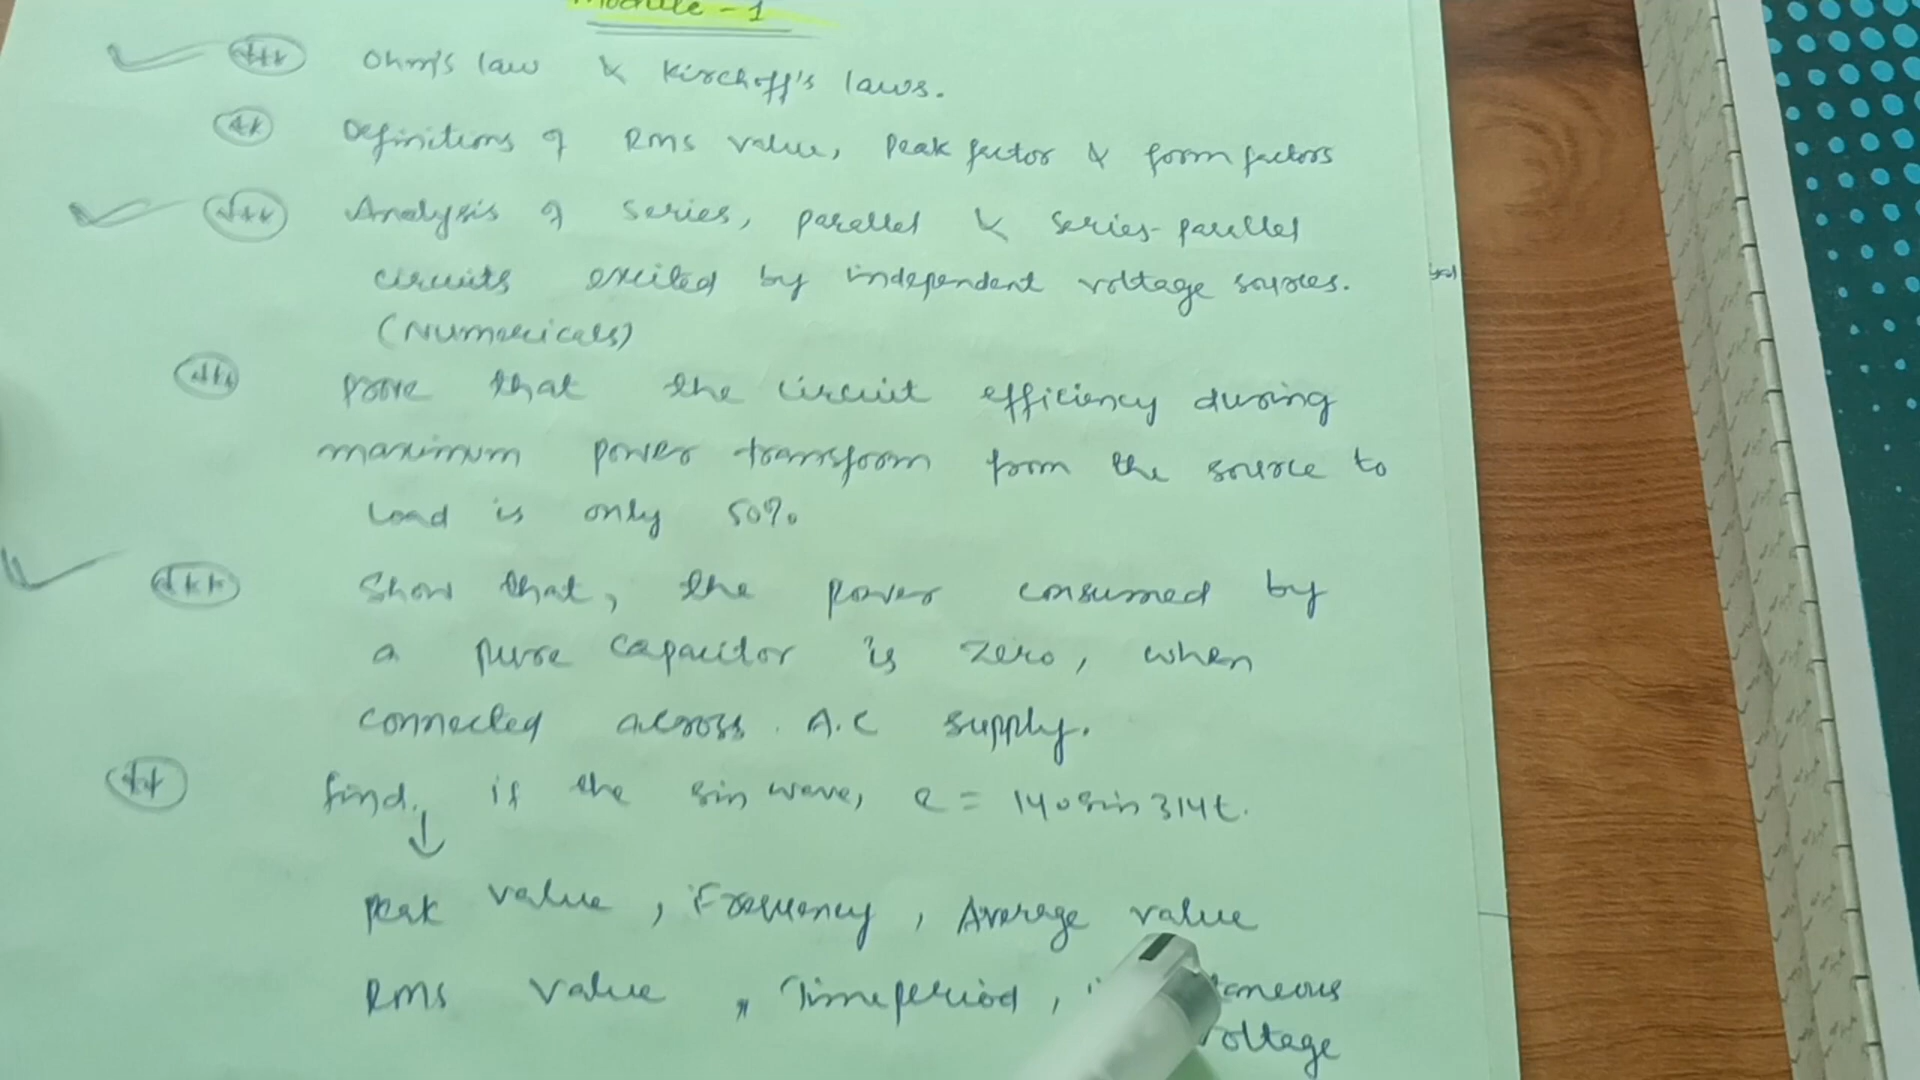 Module - 1
Ohm's law & Kirchoff's laws.
Definitions of RMS value, Peak factor & form factors
Analysis of series, parallel & series-parallel
circuits excited by independent voltage sources.
(Numericals)
Prove that the circuit efficiency during
maximum power transform from the source to
Load is only 50%
Show that, the power consumed by
a pure capacitor is zero, when
connected across A.C supply.
find, if the sin wave, e = 140 sin 314t.
↓
Peak value, Frequency, Average value
RMS value, Time period,
taneous
voltage